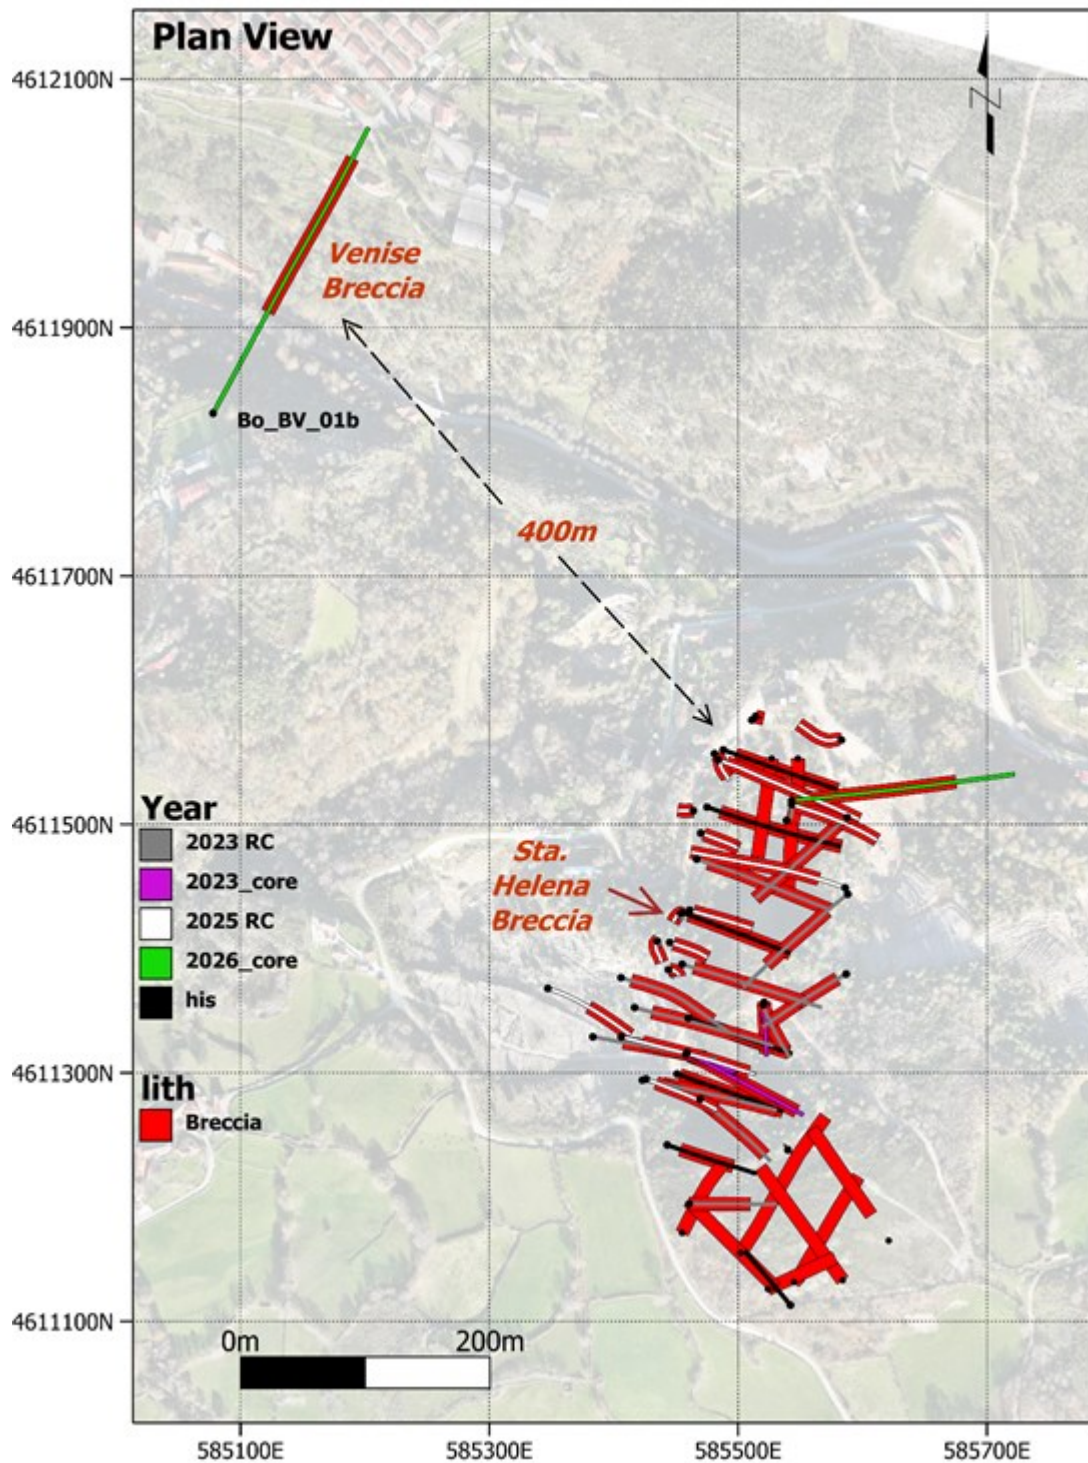 Plan View
4612100N
N
Venise
Breccia
4611900N
Bo_BV_01b
400m
4611700N
4611500N
Year
2023 RC
2023_core
2025 RC
2026_core
his
Sta.
Helena
Breccia
4611300N
lith
Breccia
4611100N
0m 200m
585100E 585300E 585500E 585700E